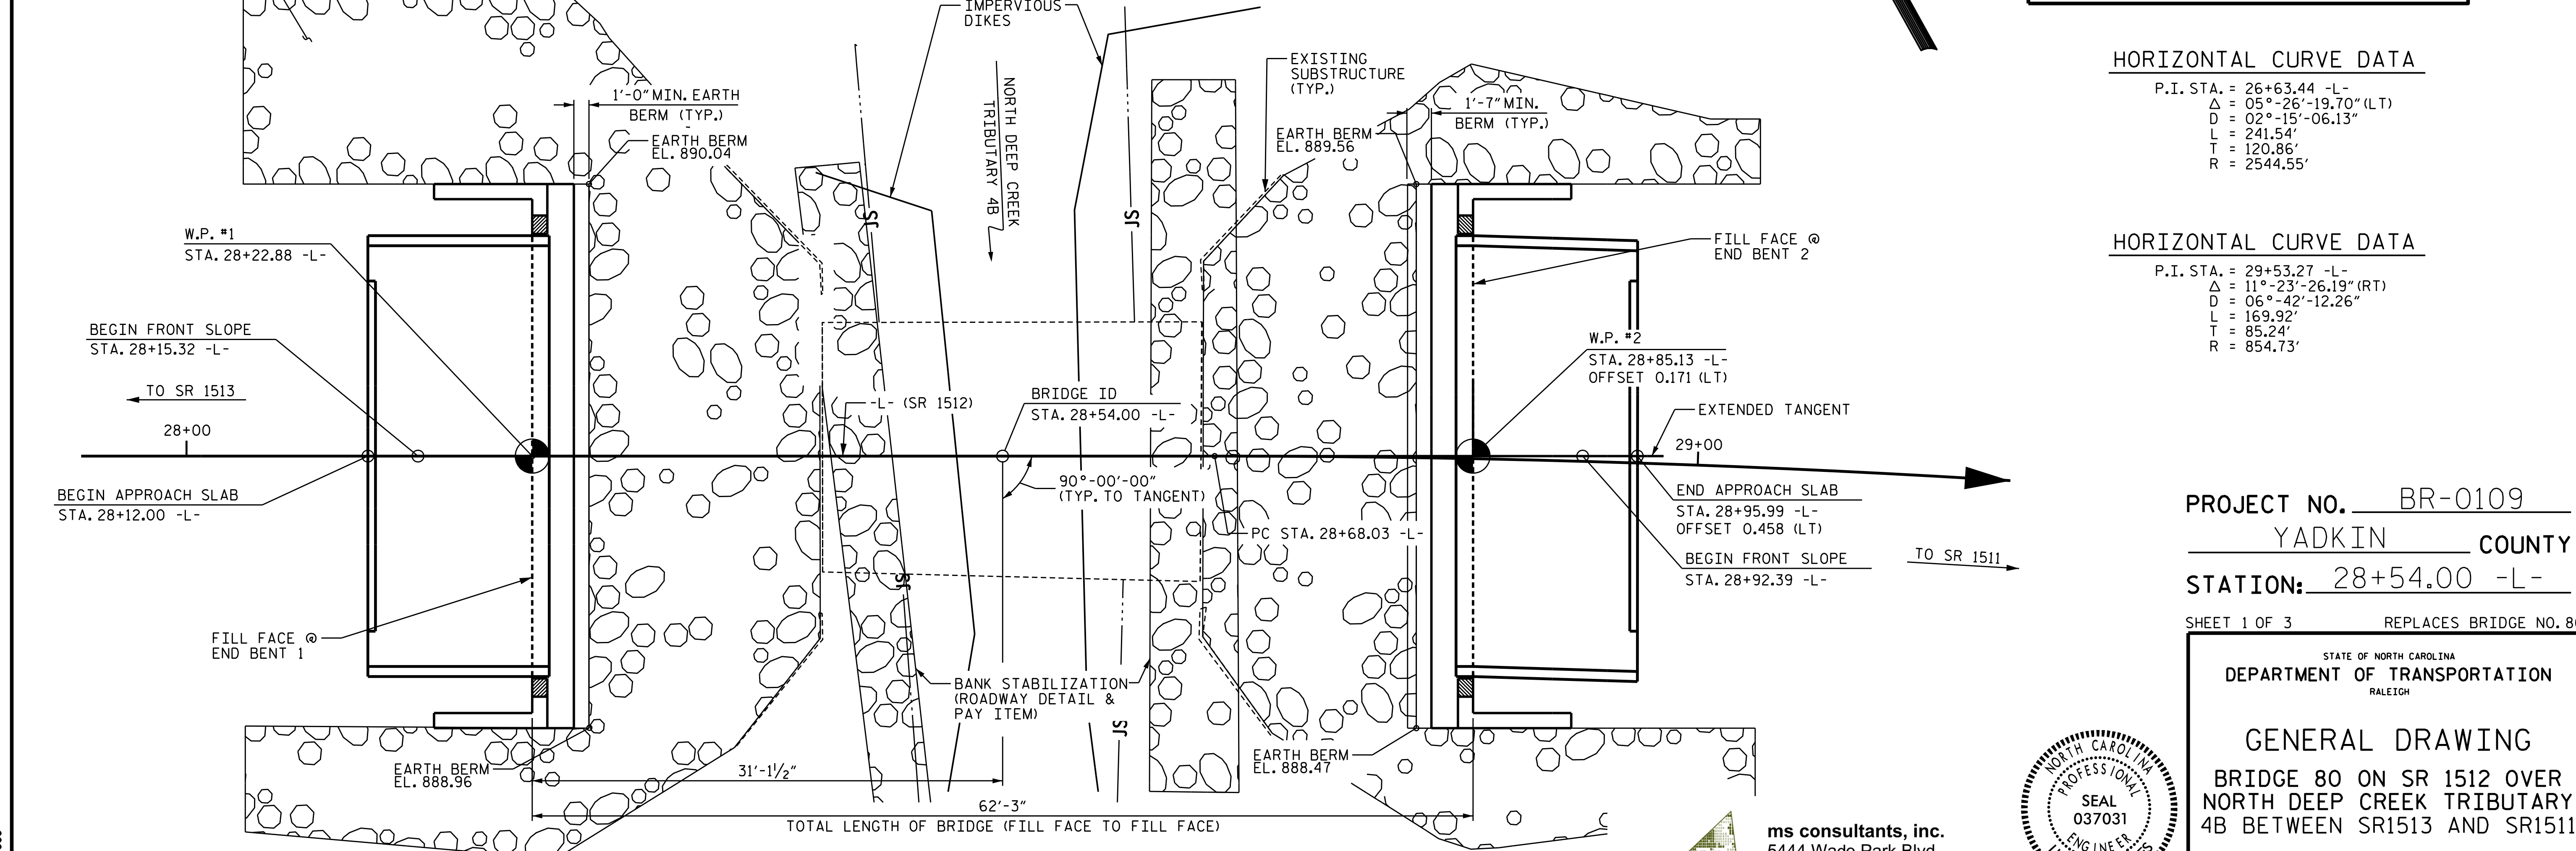 IMPERVIOUS
DIKES
NORTH DEEP CREEK
TRIBUTARY 4B
EXISTING
SUBSTRUCTURE
(TYP.)
1'-0" MIN. EARTH
BERM (TYP.)
EARTH BERM
EL. 890.04
1'-7" MIN.
BERM (TYP.)
EARTH BERM
EL. 889.56
JS
JS
W.P. #1
STA. 28+22.88 -L-
FILL FACE @
END BENT 2
BEGIN FRONT SLOPE
STA. 28+15.32 -L-
W.P. #2
STA. 28+85.13 -L-
OFFSET 0.171 (LT)
TO SR 1513
-L- (SR 1512)
BRIDGE ID
STA. 28+54.00 -L-
EXTENDED TANGENT
28+00
29+00
90°-00'-00"
(TYP. TO TANGENT)
BEGIN APPROACH SLAB
STA. 28+12.00 -L-
END APPROACH SLAB
STA. 28+95.99 -L-
OFFSET 0.458 (LT)
PC STA. 28+68.03 -L-
BEGIN FRONT SLOPE
STA. 28+92.39 -L-
TO SR 1511
JS
FILL FACE @
END BENT 1
BANK STABILIZATION
(ROADWAY DETAIL &
PAY ITEM)
JS
EARTH BERM
EL. 888.96
31'-1 1/2"
EARTH BERM
EL. 888.47
62'-3"
TOTAL LENGTH OF BRIDGE (FILL FACE TO FILL FACE)
HORIZONTAL CURVE DATA
P.I. STA. = 26+63.44 -L-
Δ = 05°-26'-19.70" (LT)
D = 02°-15'-06.13"
L = 241.54'
T = 120.86'
R = 2544.55'
HORIZONTAL CURVE DATA
P.I. STA. = 29+53.27 -L-
Δ = 11°-23'-26.19" (RT)
D = 06°-42'-12.26"
L = 169.92'
T = 85.24'
R = 854.73'
PROJECT NO. BR-0109
YADKIN COUNTY
STATION: 28+54.00 -L-
SHEET 1 OF 3 REPLACES BRIDGE NO.
STATE OF NORTH CAROLINA
DEPARTMENT OF TRANSPORTATION
RALEIGH
GENERAL DRAWING
BRIDGE 80 ON SR 1512 OVER
NORTH DEEP CREEK TRIBUTARY
4B BETWEEN SR1513 AND SR1511
NORTH CAROLINA
PROFESSIONAL
SEAL
037031
ENGINEER
ms consultants, inc.
5444 Wade Park Blvd